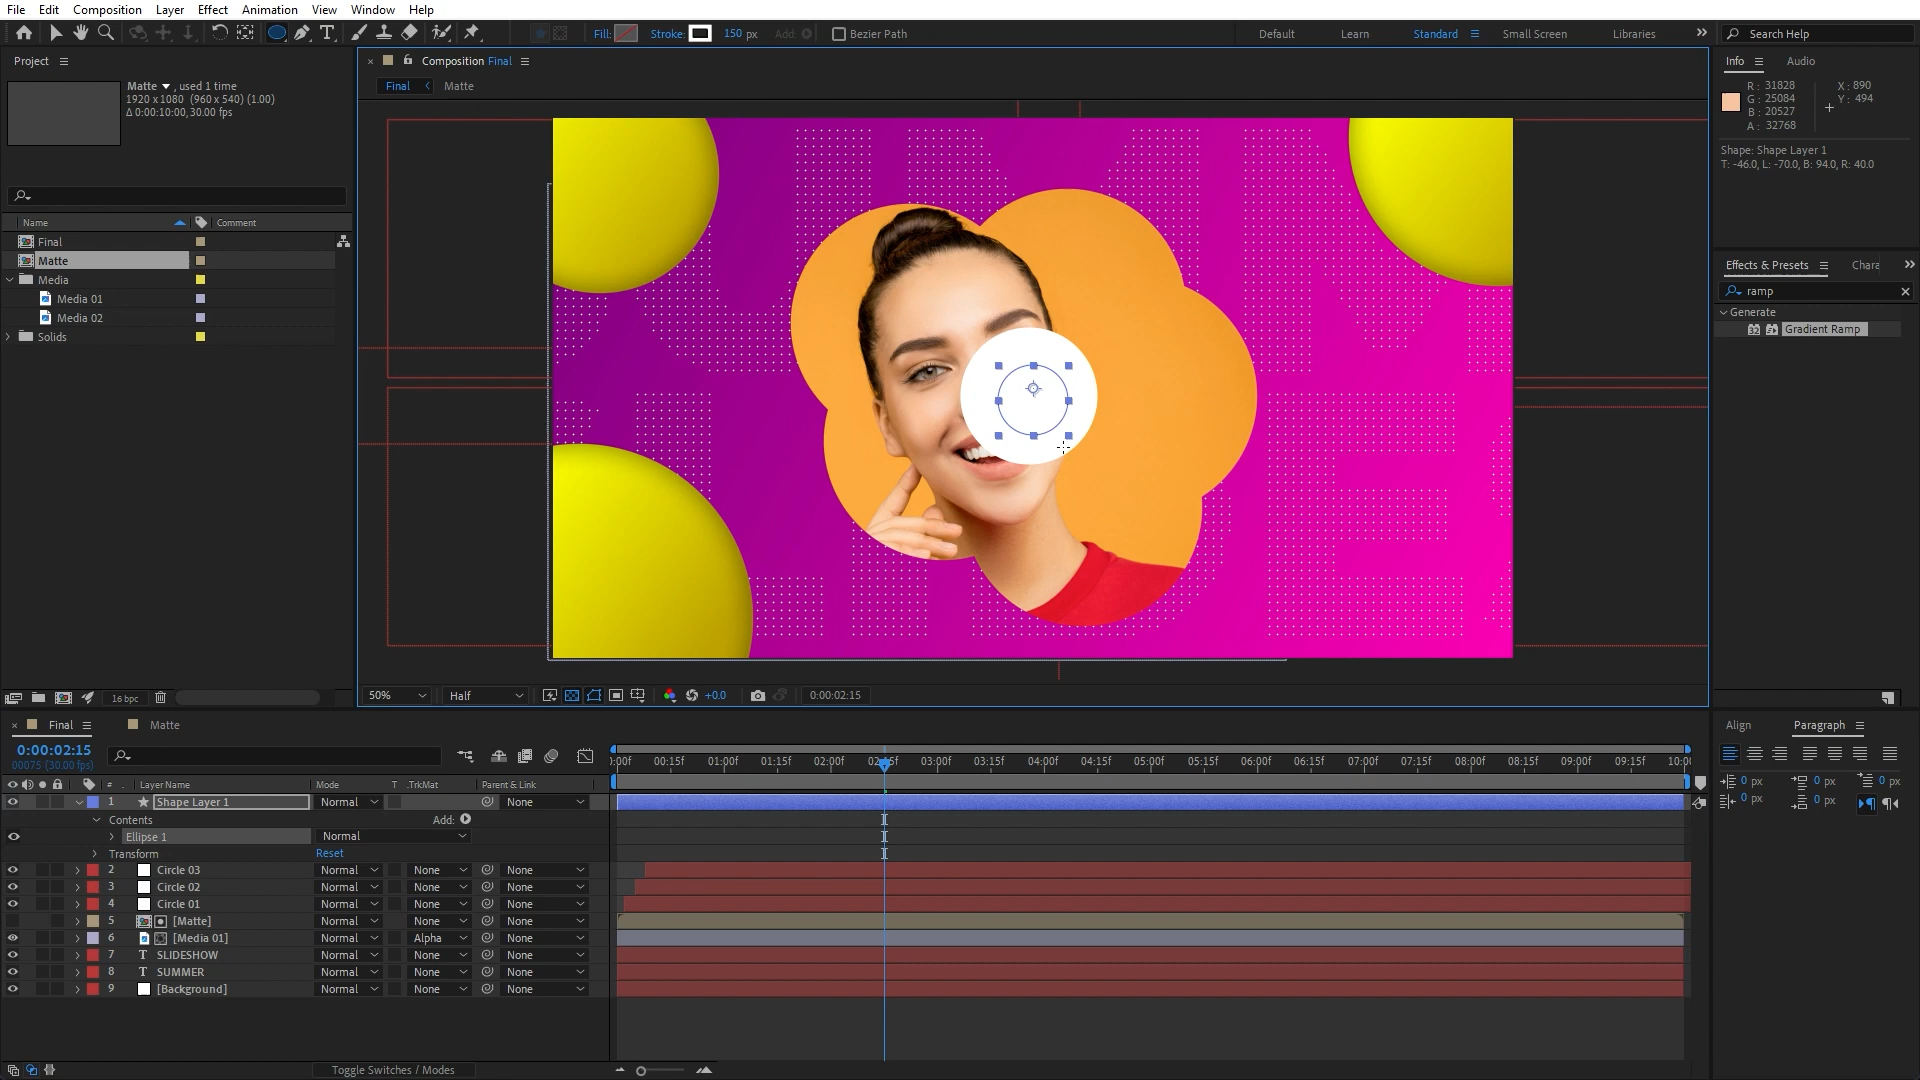 File Edit Composition Layer Effect Animation View Window Help
Fill: Stroke: 150 px Add: Bezier Path Default Learn Standard Small Screen Libraries Search Help
Project
Matte , used 1 time
1920 x 1080 (960 x 540) (1.00)
Δ 0:00:10:00, 30.00 fps
Name Comment
Final
Matte
Media
Media 01
Media 02
Solids
16 bpc
Composition Final
Final Matte
50% Half +0.0 0:00:02:15
Info Audio
R: 31828
G: 25084
B: 20527
A: 32768
X: 890
Y: 494
Shape: Shape Layer 1
T: -46.0, L: -70.0, B: 94.0, R: 40.0
Effects & Presets Chara
ramp
Generate
32 Gradient Ramp
Final Matte
0:00:02:15
00075 (30.00 fps)
# Layer Name Mode T .TrkMat Parent & Link
):00f 00:15f 01:00f 01:15f 02:00f 02:15f 03:00f 03:15f 04:00f 04:15f 05:00f 05:15f 06:00f 06:15f 07:00f 07:15f 08:00f 08:15f 09:00f 09:15f 10:00
1 Shape Layer 1 Normal None
Contents Add:
Ellipse 1 Normal
Transform Reset
2 Circle 03 Normal None None
3 Circle 02 Normal None None
4 Circle 01 Normal None None
5 [Matte] Normal None None
6 [Media 01] Normal Alpha None
7 T SLIDESHOW Normal None None
8 T SUMMER Normal None None
9 [Background] Normal None None
Toggle Switches / Modes
Align Paragraph
0 px 0 px 0 px
0 px 0 px